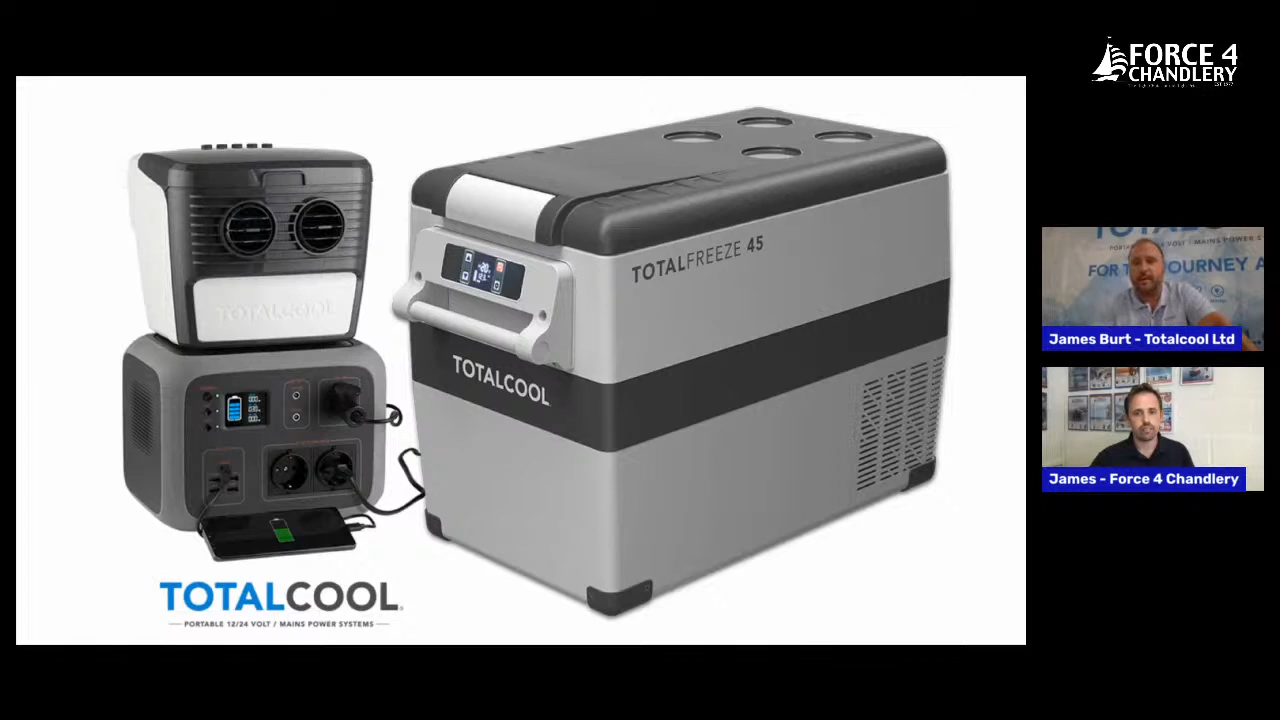 FORCE 4
CHANDLERY
TOTALFREEZE 45
TOTALCOOL
TOTALCOOL
TOTALCOOL
PORTABLE 12/24 VOLT / MAINS POWER SYSTEMS
FOR THE JOURNEY A
James Burt - Totalcool Ltd
James - Force 4 Chandlery